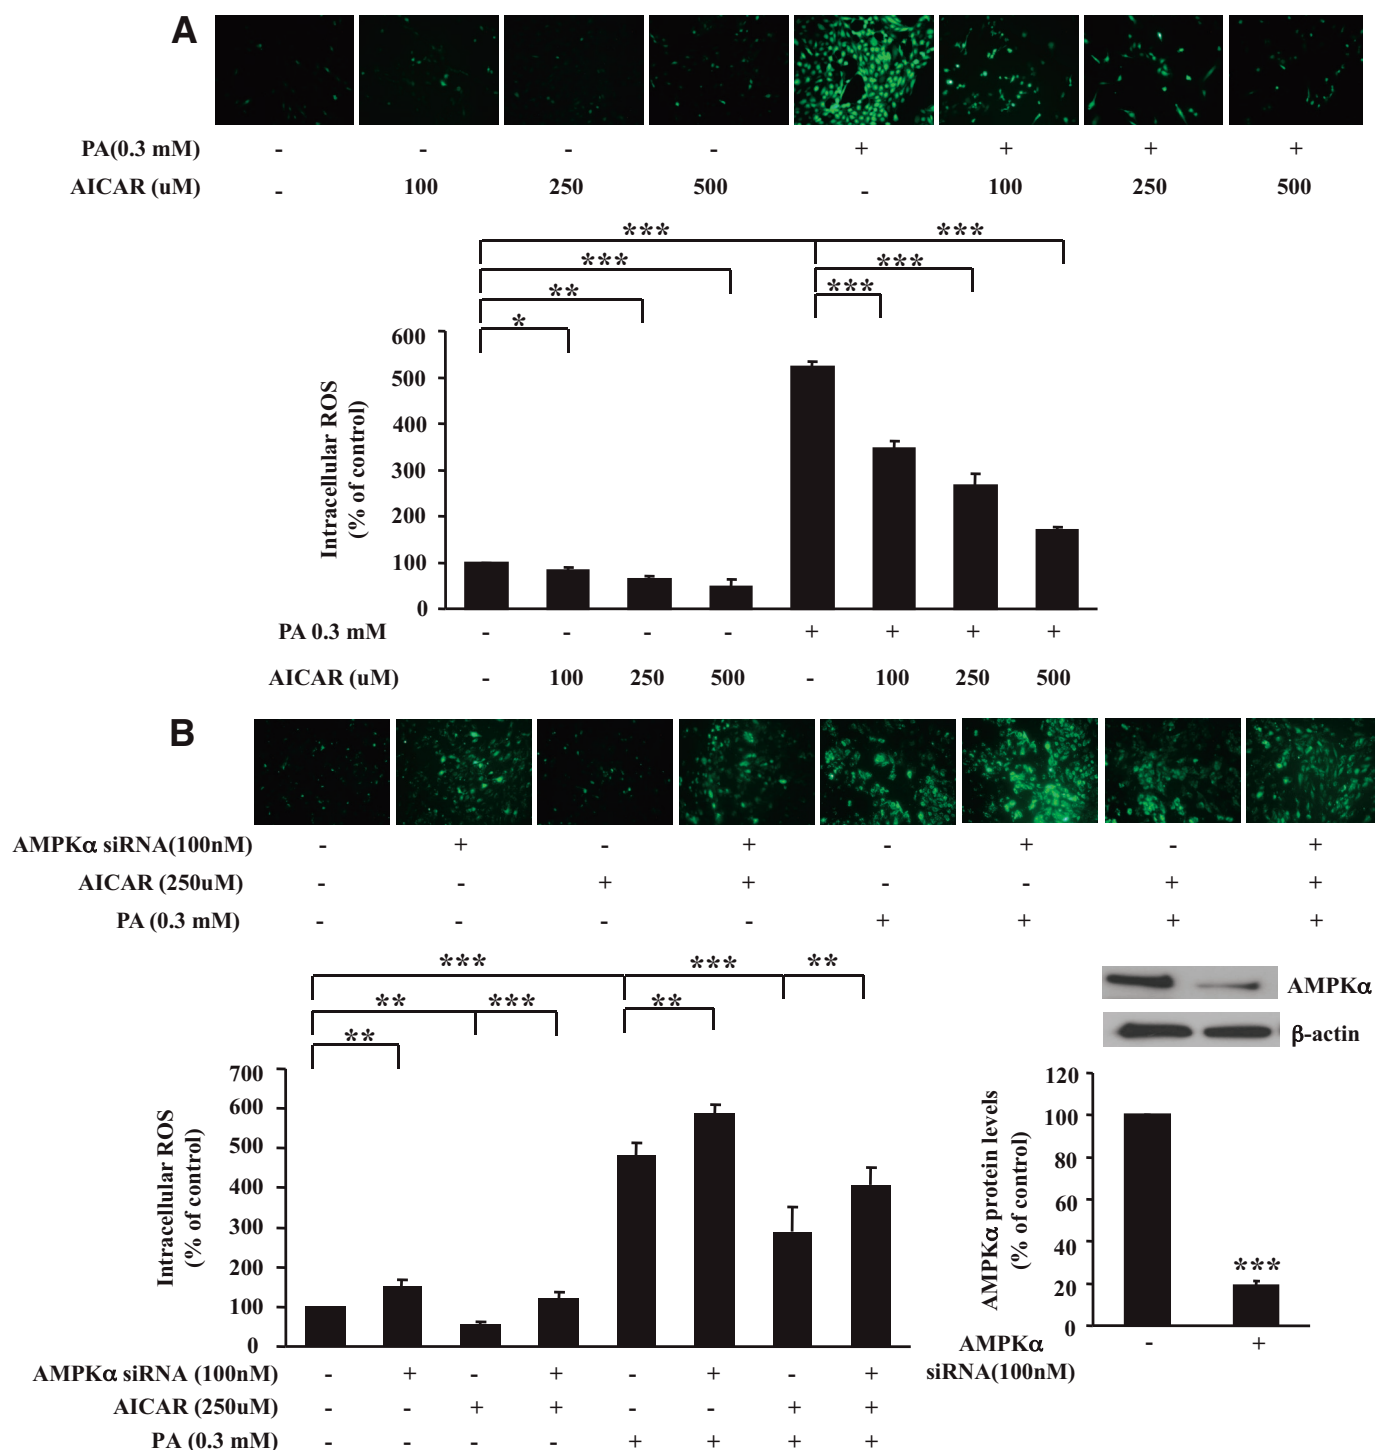 A
PA(0.3 mM) - - - - + + + +
AICAR (uM) - 100 250 500 - 100 250 500
*** ***
*** ***
** ***
*
600
500
400
300
200
100
0
Intracellular ROS
(% of control)
PA 0.3 mM - - - - + + + +
AICAR (uM) - 100 250 500 - 100 250 500
B
AMPKα siRNA(100nM) - + - + - + - +
AICAR (250uM) - - + + - - + +
PA (0.3 mM) - - - - + + + +
*** *** **
** *** **
**
700
600
500
400
300
200
100
0
Intracellular ROS
(% of control)
AMPKα siRNA (100nM) - + - + - + - +
AICAR (250uM) - - + + - - + +
PA (0.3 mM) - - - - + + + +
AMPKα
β-actin
120
100
80
60
40
20
0
AMPKα protein levels
(% of control)
***
AMPKα - +
siRNA(100nM)